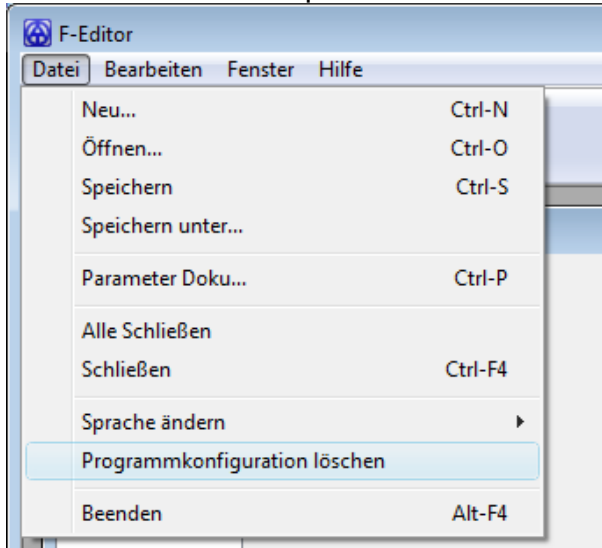 F-Editor
Datei Bearbeiten Fenster Hilfe
Neu... Ctrl-N
Öffnen... Ctrl-O
Speichern Ctrl-S
Speichern unter...
Parameter Doku... Ctrl-P
Alle Schließen
Schließen Ctrl-F4
Sprache ändern
Programmkonfiguration löschen
Beenden Alt-F4